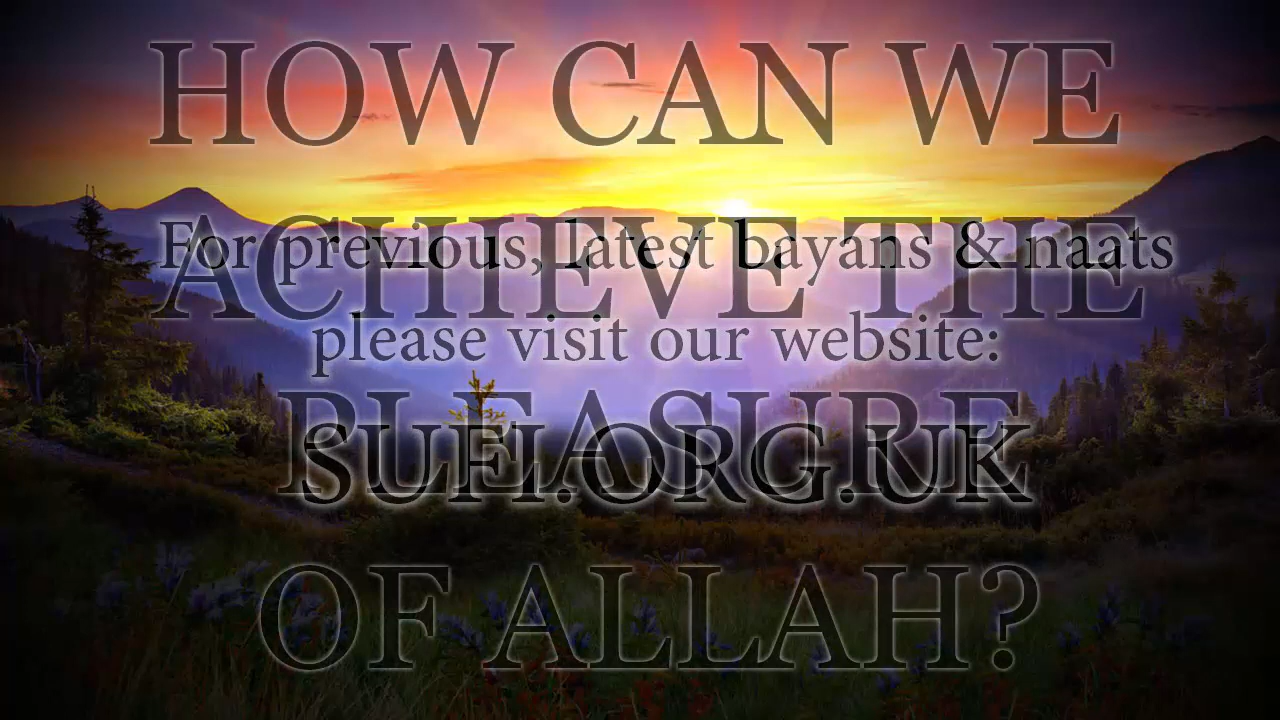 HOW CAN WE
ACHIEVE THE
PLEASURE
OF ALLAH?
For previous, latest bayans & naats
please visit our website:
SUFI.ORG.UK